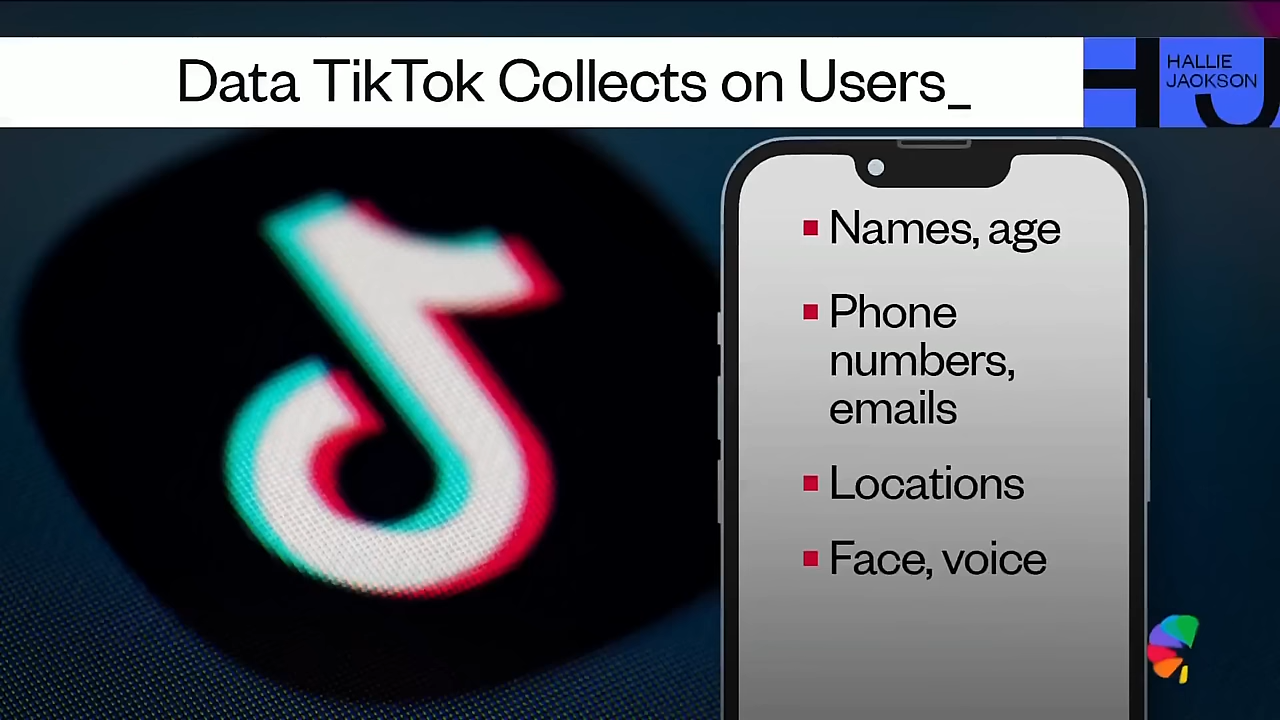 Data TikTok Collects on Users_
HALLIE
JACKSON
Names, age
Phone
numbers,
emails
Locations
Face, voice